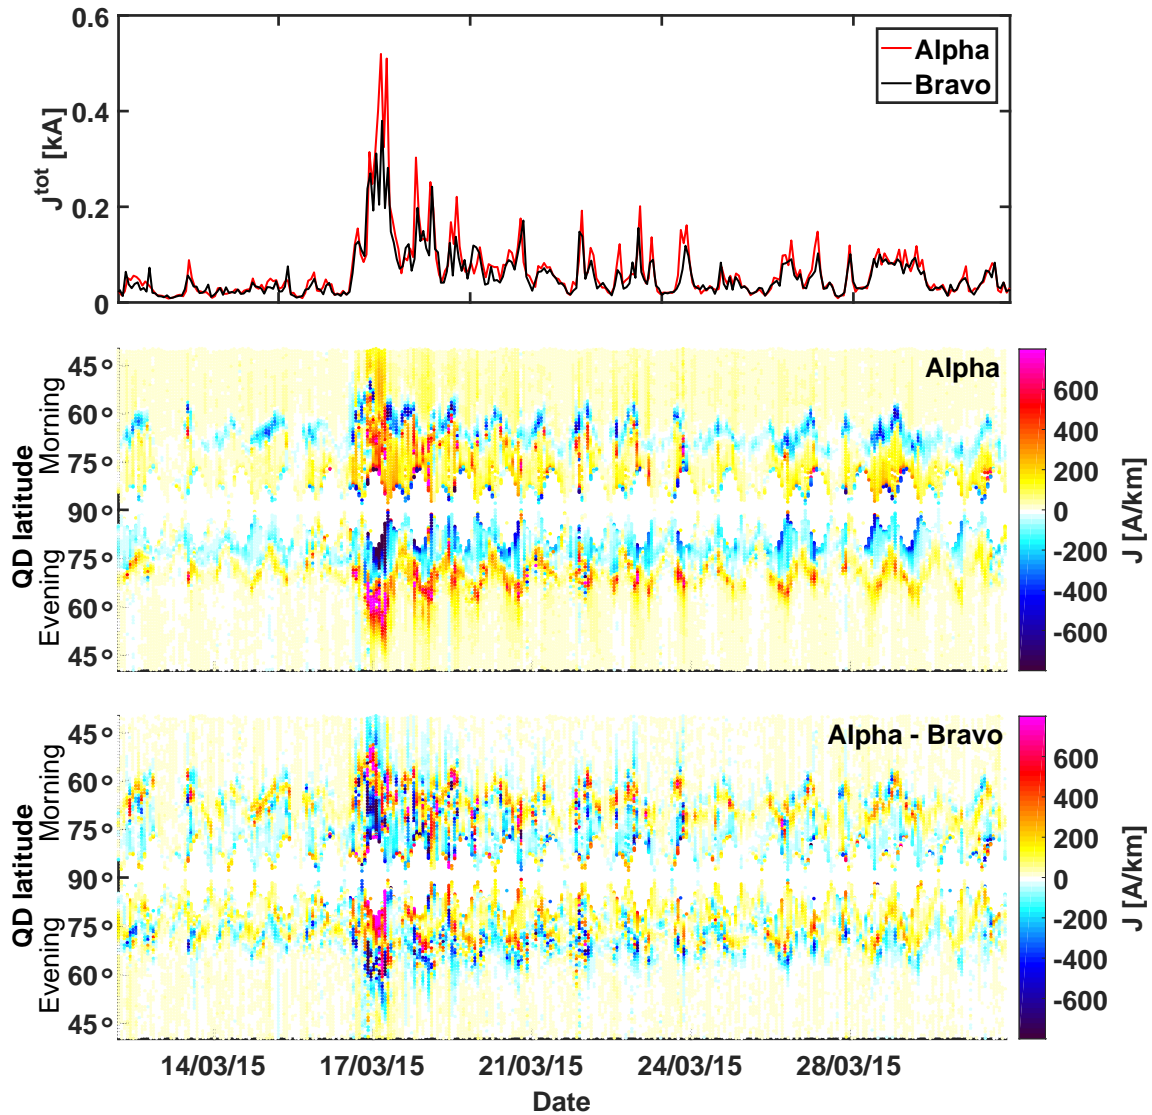 0.6
0.4
0.2
0
J^tot [kA]
Alpha
Bravo
45°
60°
75°
90°
75°
60°
45°
Morning
Evening
QD latitude
Alpha
600
400
200
0
-200
-400
-600
J [A/km]
45°
60°
75°
90°
75°
60°
45°
Morning
Evening
QD latitude
Alpha - Bravo
600
400
200
0
-200
-400
-600
J [A/km]
14/03/15 17/03/15 21/03/15 24/03/15 28/03/15
Date